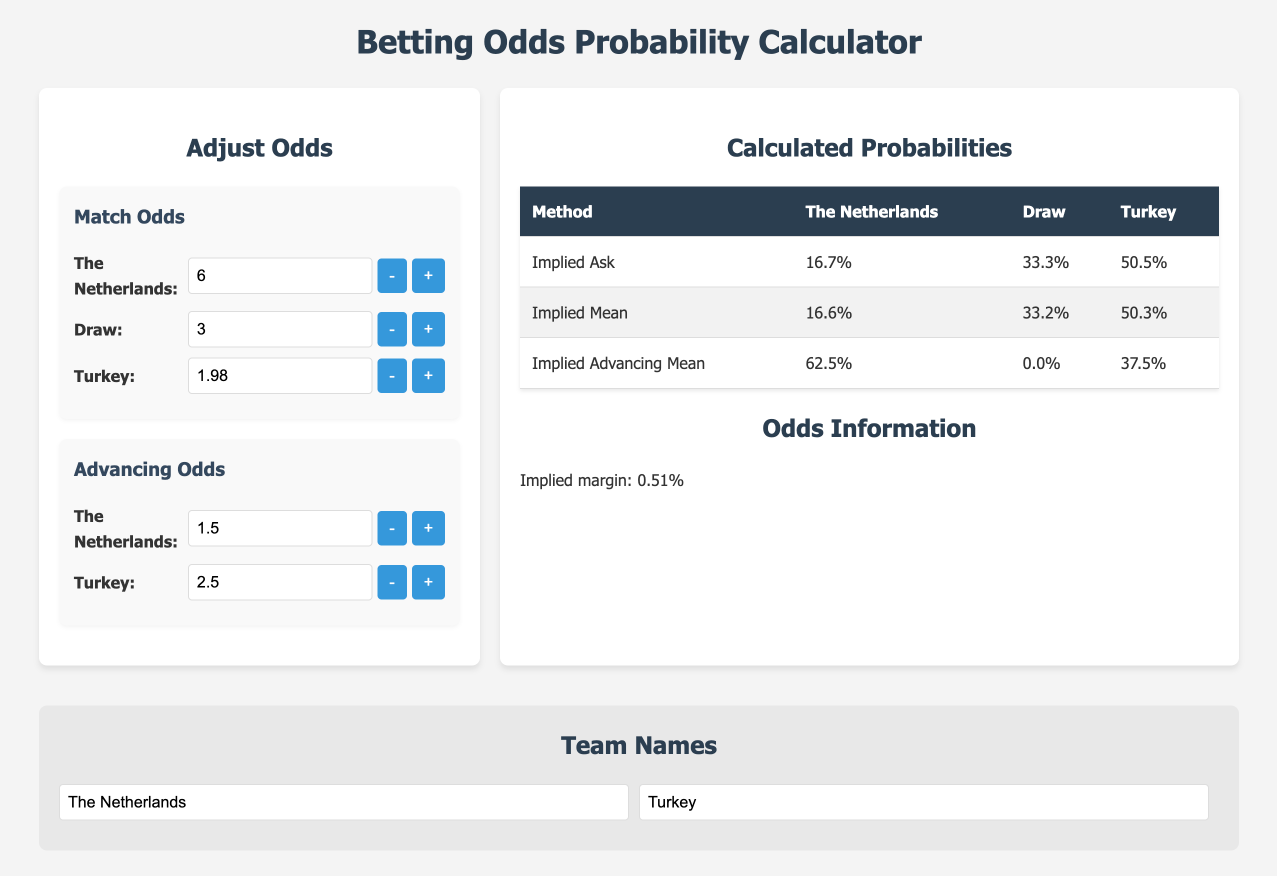 Betting Odds Probability Calculator
Adjust Odds
Match Odds
The
Netherlands:
6
-
+
Draw:
3
-
+
Turkey:
1.98
-
+
Advancing Odds
The
Netherlands:
1.5
-
+
Turkey:
2.5
-
+
Calculated Probabilities
Method The Netherlands Draw Turkey
Implied Ask 16.7% 33.3% 50.5%
Implied Mean 16.6% 33.2% 50.3%
Implied Advancing Mean 62.5% 0.0% 37.5%
Odds Information
Implied margin: 0.51%
Team Names
The Netherlands
Turkey